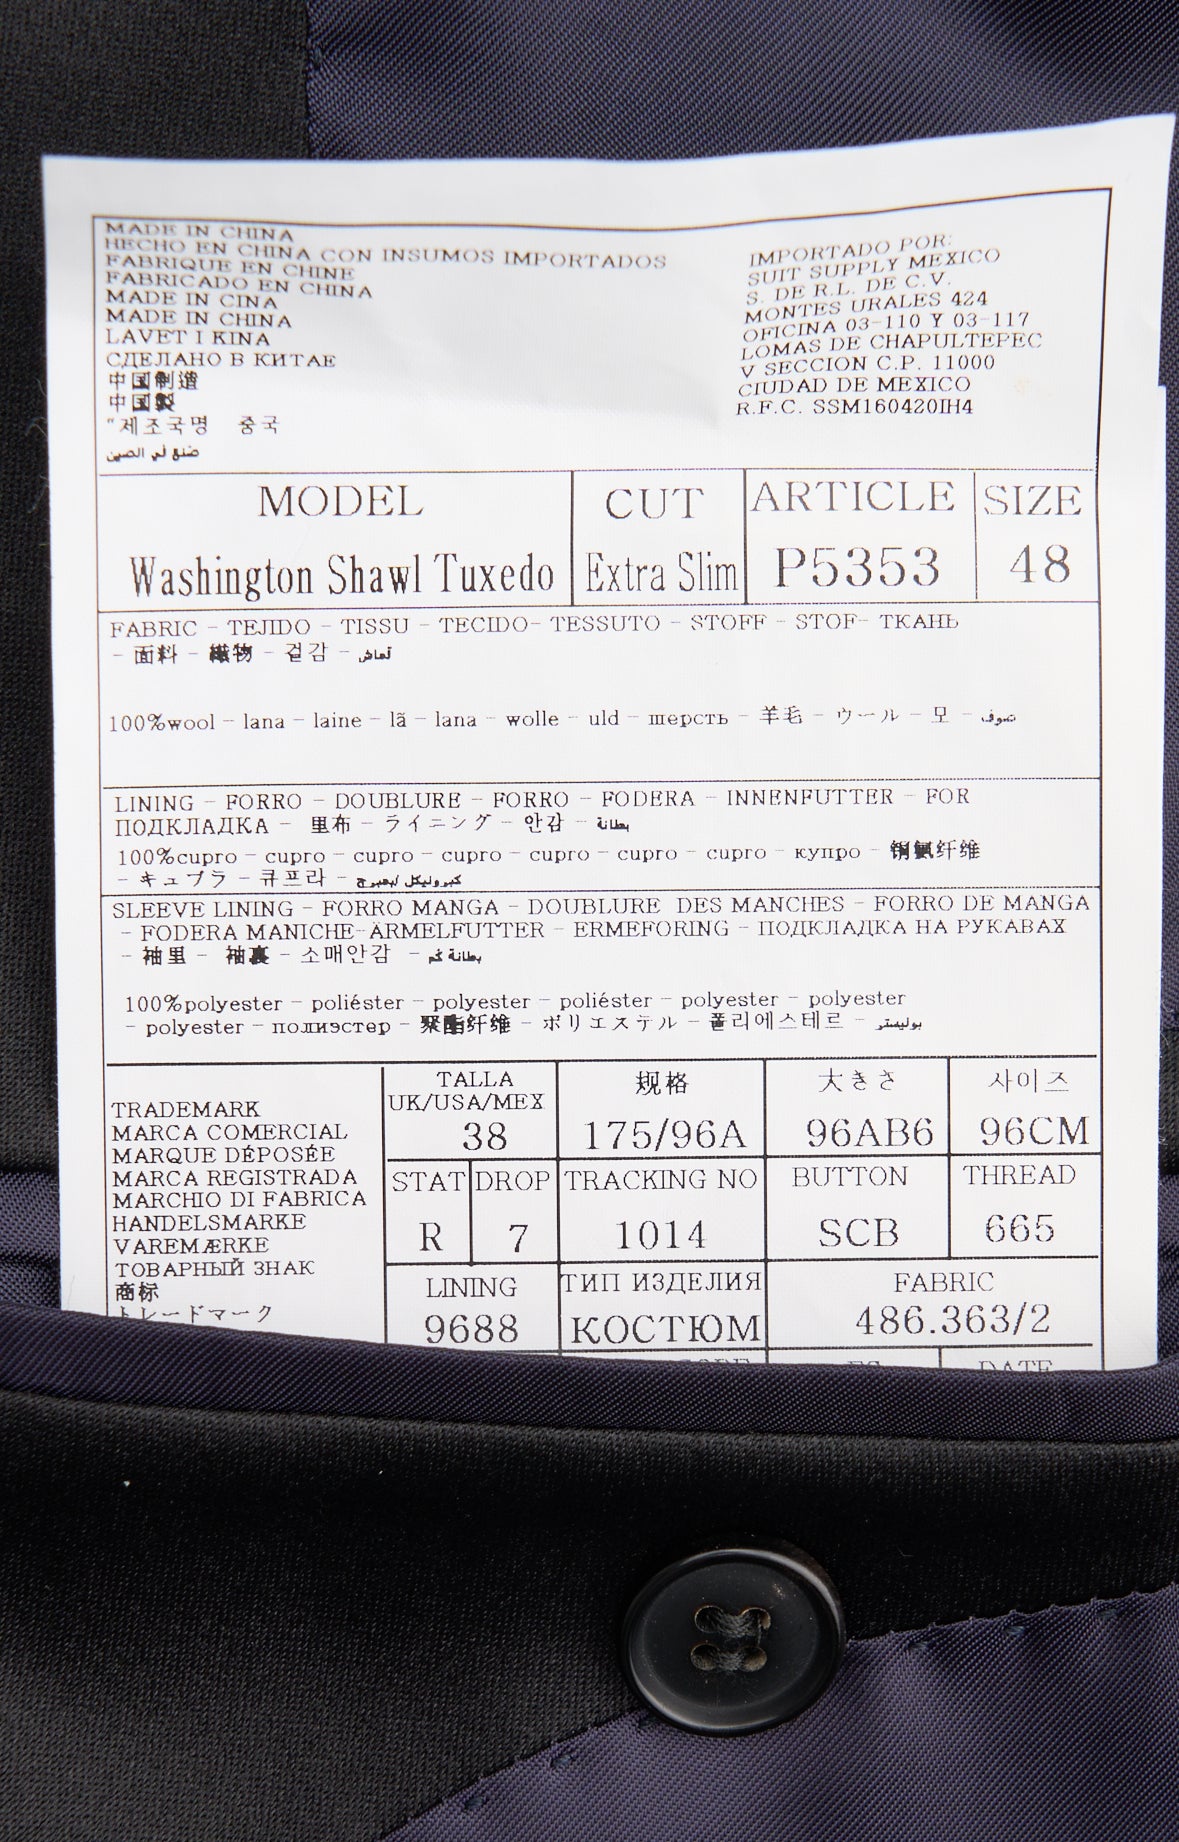 MADE IN CHINA
HECHO EN CHINA CON INSUMOS IMPORTADOS
FABRIQUE EN CHINE
FABRICADO EN CHINA
MADE IN CINA
MADE IN CHINA
LAVET I KINA
СДЕЛАНО В КИТАЕ
中国制造
中國製
"제조국명 중국
صنع في الصين
IMPORTADO POR:
SUIT SUPPLY MEXICO
S. DE R.L. DE C.V.
MONTES URALES 424
OFICINA 03-110 Y 03-117
LOMAS DE CHAPULTEPEC
V SECCION C.P. 11000
CIUDAD DE MEXICO
R.F.C. SSM160420IH4
MODEL CUT ARTICLE SIZE
Washington Shawl Tuxedo Extra Slim P5353 48
FABRIC - TEJIDO - TISSU - TECIDO- TESSUTO - STOFF - STOF- ТКАНЬ
- 面料 - 織物 - 겉감 - قماش
100%wool - lana - laine - lã - lana - wolle - uld - шерсть - 羊毛 - ウール - 모 - صوف
LINING - FORRO - DOUBLURE - FORRO - FODERA - INNENFUTTER - FOR
ПОДКЛАДКА - 里布 - ライニング - 안감 - بطانة
100%cupro - cupro - cupro - cupro - cupro - cupro - cupro - купро - 铜氨纤维
- キュプラ - 큐프라 -
SLEEVE LINING - FORRO MANGA - DOUBLURE DES MANCHES - FORRO DE MANGA
- FODERA MANICHE- ÄRMELFUTTER - ERMEFORING - ПОДКЛАДКА НА РУКАВАХ
- 袖里 - 袖裏 - 소매안감 - بطانة كم
100%polyester - poliéster - polyester - poliéster - polyester - polyester
- polyester - полиэстер - 聚酯纤维 - ポリエステル - 폴리에스테르 - بوليستر
TRADEMARK
MARCA COMERCIAL
MARQUE DÉPOSÉE
MARCA REGISTRADA
MARCHIO DI FABRICA
HANDELSMARKE
VAREMÆRKE
ТОВАРНЫЙ ЗНАК
商标
トレードマーク
TALLA
UK/USA/MEX 规格 大きさ 사이즈
38 175/96A 96AB6 96CM
STAT DROP TRACKING NO BUTTON THREAD
R 7 1014 SCB 665
LINING ТИП ИЗДЕЛИЯ FABRIC
9688 КОСТЮМ 486.363/2
DATE